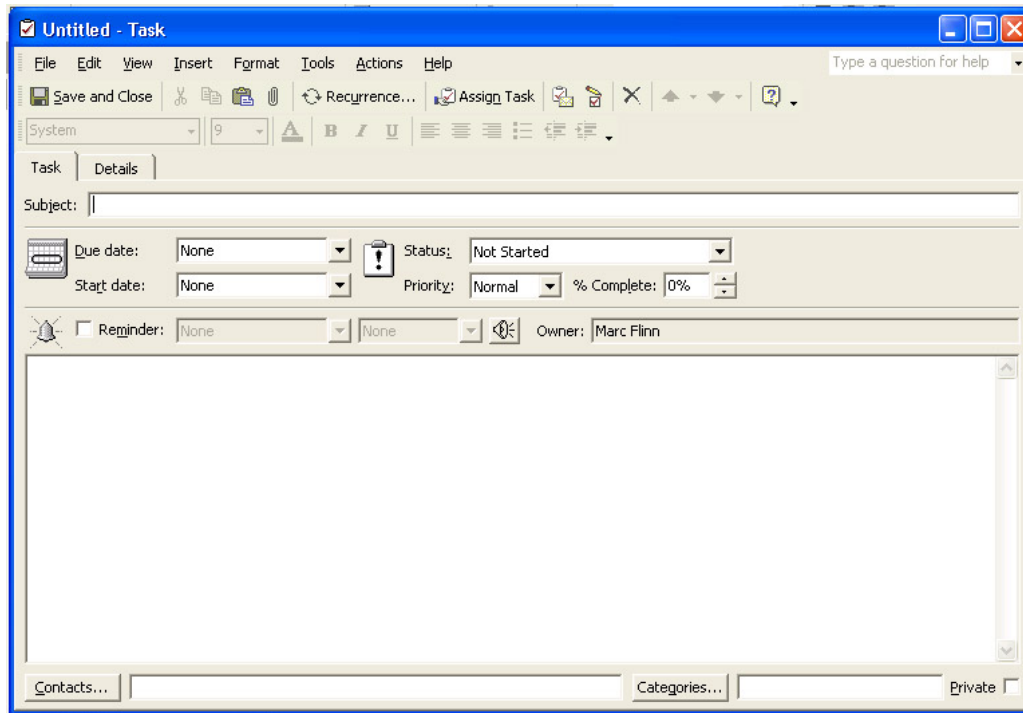 Untitled - Task
File Edit View Insert Format Tools Actions Help Type a question for help
Save and Close Recurrence... Assign Task
System 9 A B I U
Task Details
Subject:
Due date: None Status: Not Started
Start date: None Priority: Normal % Complete: 0%
Reminder: None None Owner: Marc Flinn
Contacts... Categories... Private